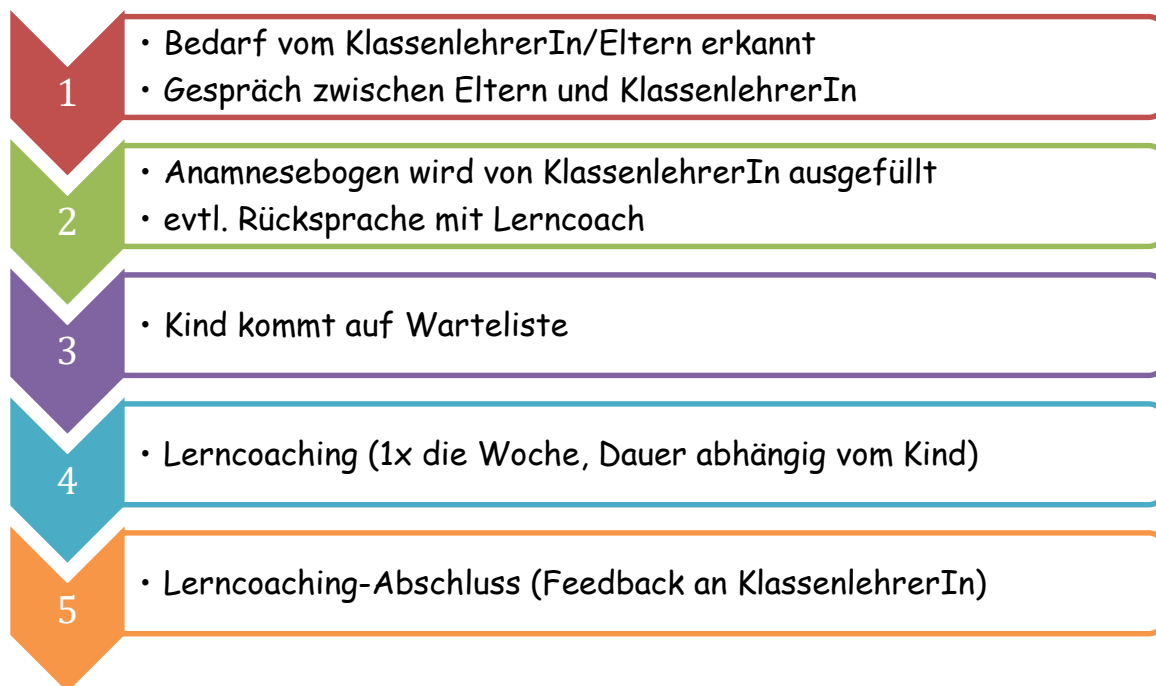 1
• Bedarf vom KlassenlehrerIn/Eltern erkannt
• Gespräch zwischen Eltern und KlassenlehrerIn
2
• Anamnesebogen wird von KlassenlehrerIn ausgefüllt
• evtl. Rücksprache mit Lerncoach
3
• Kind kommt auf Warteliste
4
• Lerncoaching (1x die Woche, Dauer abhängig vom Kind)
5
• Lerncoaching-Abschluss (Feedback an KlassenlehrerIn)